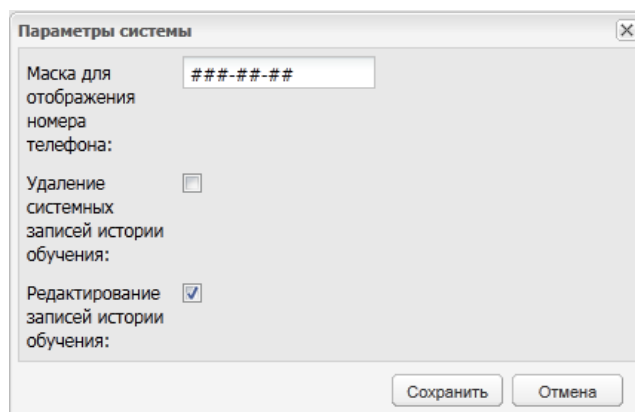 Параметры системы
Маска для
отображения
номера
телефона:
###-##-##
Удаление
системных
записей истории
обучения:
Редактирование
записей истории
обучения:
Сохранить
Отмена